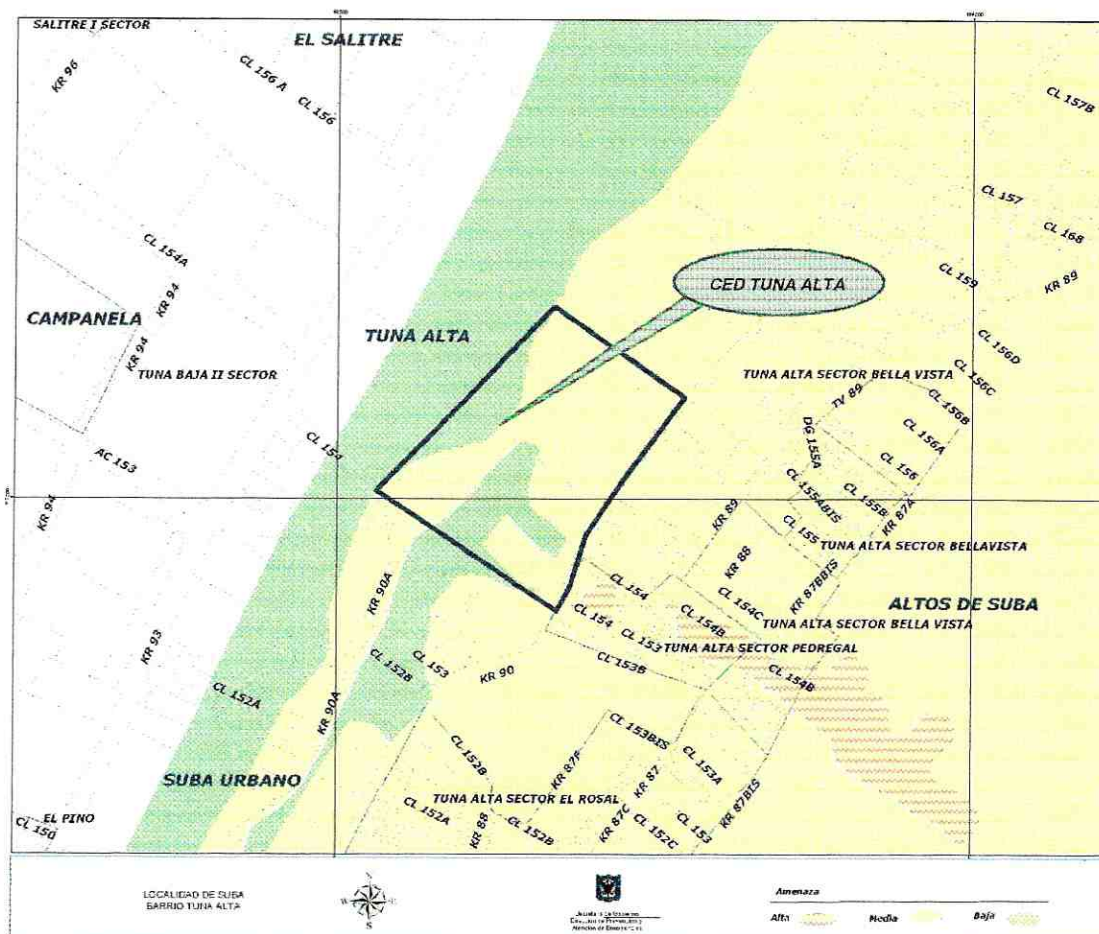 SALITRE I SECTOR
EL SALITRE
KR 96
CL 156 A
CL 156
CL 157B
CL 157
CL 168
CL 159
KR 89
CL 154A
KR 94
CED TUNA ALTA
CAMPANELA
TUNA ALTA
KR 94
TUNA BAJA II SECTOR
CL 156D
TUNA ALTA SECTOR BELLA VISTA
CL 156C
TV 89
CL 156B
DG 155A
CL 156A
CL 154
AC 153
CL 156
CL 155ABIS
CL 155B
KR 94
KR 89
CL 155
KR 87A
TUNA ALTA SECTOR BELLAVISTA
KR 88
KR 90A
CL 154
CL 154C
KR 87BBIS
ALTOS DE SUBA
CL 154
CL 154B
TUNA ALTA SECTOR BELLA VISTA
KR 93
CL 153
TUNA ALTA SECTOR PEDREGAL
CL 152B
CL 153
KR 90
CL 153B
CL 154B
CL 152A
KR 90A
CL 153BIS
SUBA URBANO
CL 152B
KR 87F
CL 153A
KR 87
KR 87BIS
TUNA ALTA SECTOR EL ROSAL
EL PINO
CL 150
CL 152A
KR 88
CL 152B
KR 87C
CL 152C
CL 153
LOCALIDAD DE SUBA
BARRIO TUNA ALTA
W
E
S
Amenaza
Alta
Media
Baja